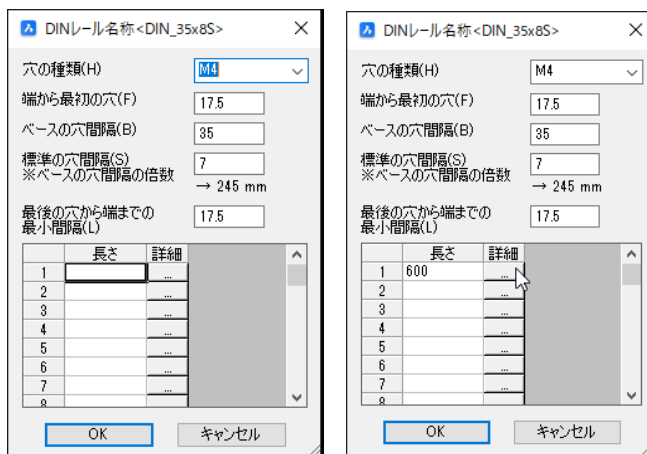 DINレール名称<DIN_35x8S>
穴の種類(H) M4
端から最初の穴(F) 17.5
ベースの穴間隔(B) 35
標準の穴間隔(S) 7
※ベースの穴間隔の倍数
→ 245 mm
最後の穴から端までの 17.5
最小間隔(L)
長さ 詳細
1 ...
2 ...
3 ...
4 ...
5 ...
6 ...
7 ...
8
OK キャンセル
DINレール名称<DIN_35x8S>
穴の種類(H) M4
端から最初の穴(F) 17.5
ベースの穴間隔(B) 35
標準の穴間隔(S) 7
※ベースの穴間隔の倍数
→ 245 mm
最後の穴から端までの 17.5
最小間隔(L)
長さ 詳細
1 600 ...
2 ...
3 ...
4 ...
5 ...
6 ...
7 ...
8
OK キャンセル